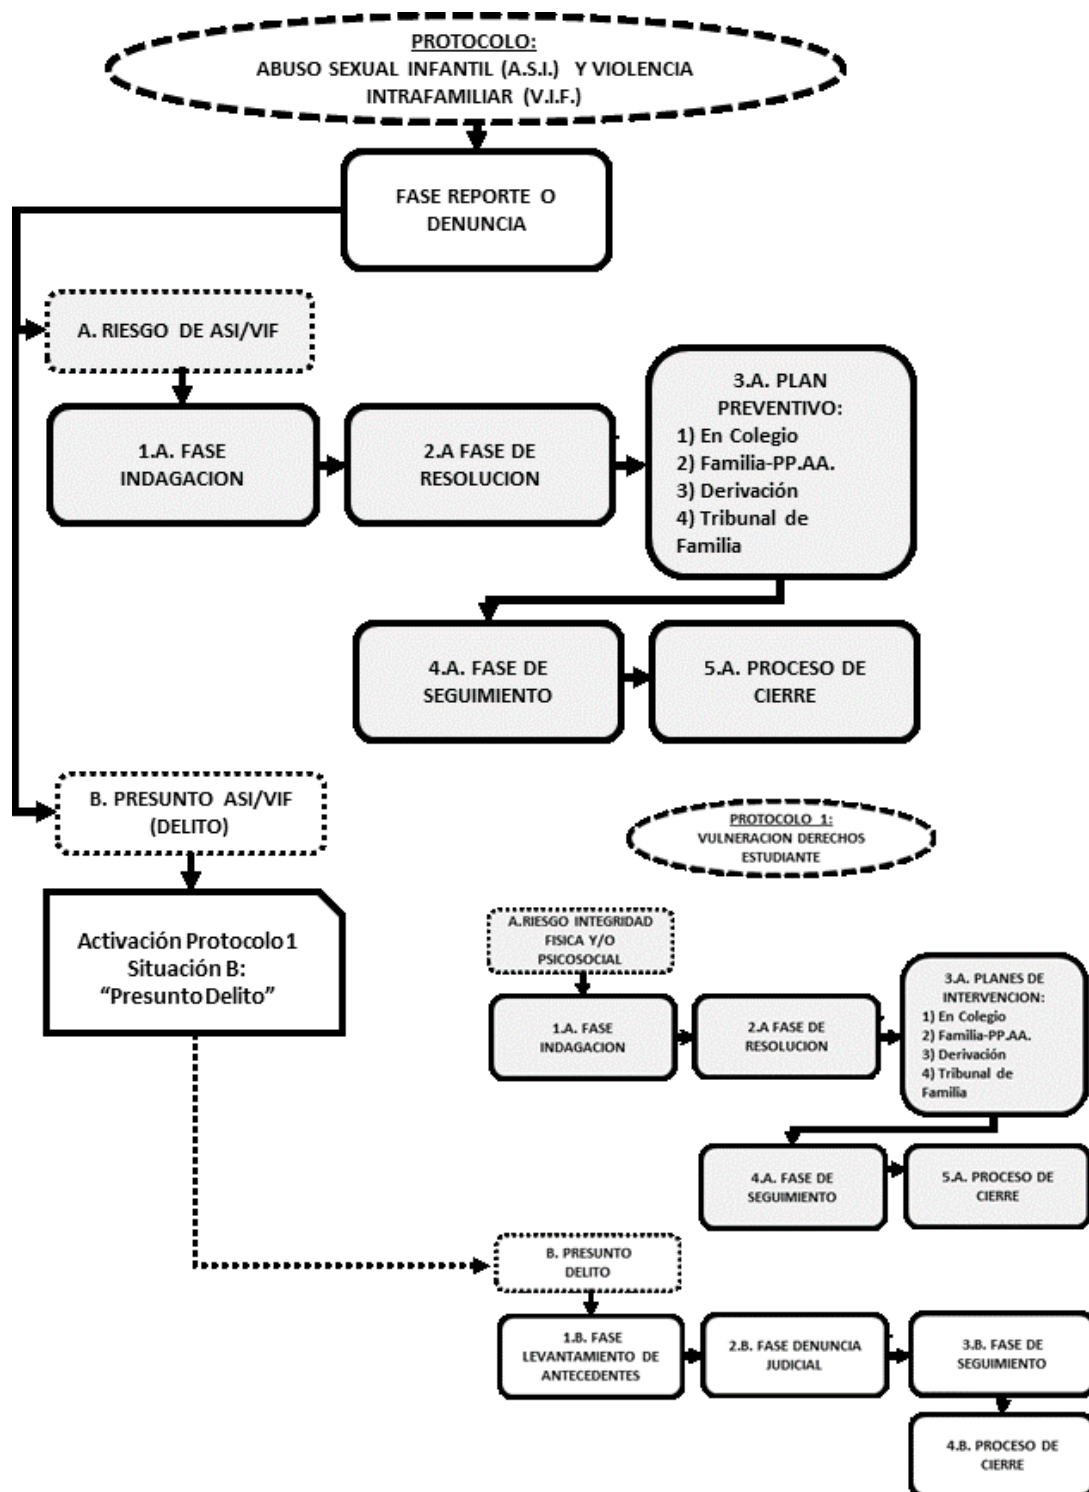 PROTOCOLO:
ABUSO SEXUAL INFANTIL (A.S.I.) Y VIOLENCIA
INTRAFAMILIAR (V.I.F.)
FASE REPORTE O
DENUNCIA
A. RIESGO DE ASI/VIF
1.A. FASE
INDAGACION
2.A FASE DE
RESOLUCION
3.A. PLAN
PREVENTIVO:
1) En Colegio
2) Familia-PP.AA.
3) Derivación
4) Tribunal de
Familia
4.A. FASE DE
SEGUIMIENTO
5.A. PROCESO DE
CIERRE
B. PRESUNTO ASI/VIF
(DELITO)
Activación Protocolo 1
Situación B:
“Presunto Delito”
PROTOCOLO 1:
VULNERACION DERECHOS
ESTUDIANTE
A.RIESGO INTEGRIDAD
FISICA Y/O
PSICOSOCIAL
1.A. FASE
INDAGACION
2.A FASE DE
RESOLUCION
3.A. PLANES DE
INTERVENCION:
1) En Colegio
2) Familia-PP.AA.
3) Derivación
4) Tribunal de
Familia
4.A. FASE DE
SEGUIMIENTO
5.A. PROCESO DE
CIERRE
B. PRESUNTO
DELITO
1.B. FASE
LEVANTAMIENTO DE
ANTECEDENTES
2.B. FASE DENUNCIA
JUDICIAL
3.B. FASE DE
SEGUIMIENTO
4.B. PROCESO DE
CIERRE